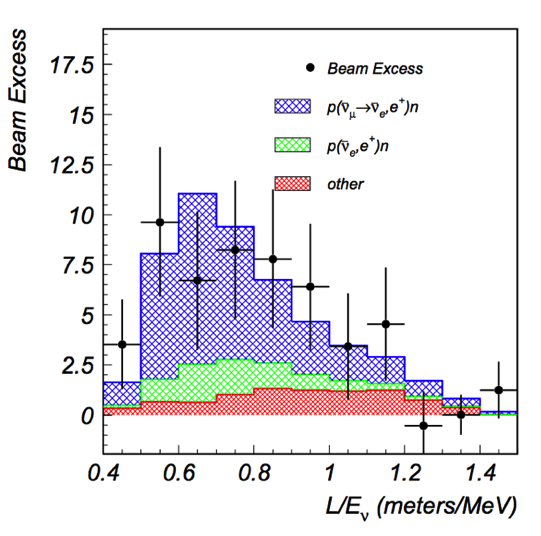 Beam Excess
17.5
15
12.5
10
7.5
5
2.5
0
Beam Excess
p(ν̄μ→ν̄e,e⁺)n
p(ν̄e,e⁺)n
other
0.4 0.6 0.8 1 1.2 1.4
L/Eν (meters/MeV)